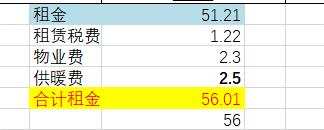 租金 51.21
租赁税费 1.22
物业费 2.3
供暖费 2.5
合计租金 56.01
56